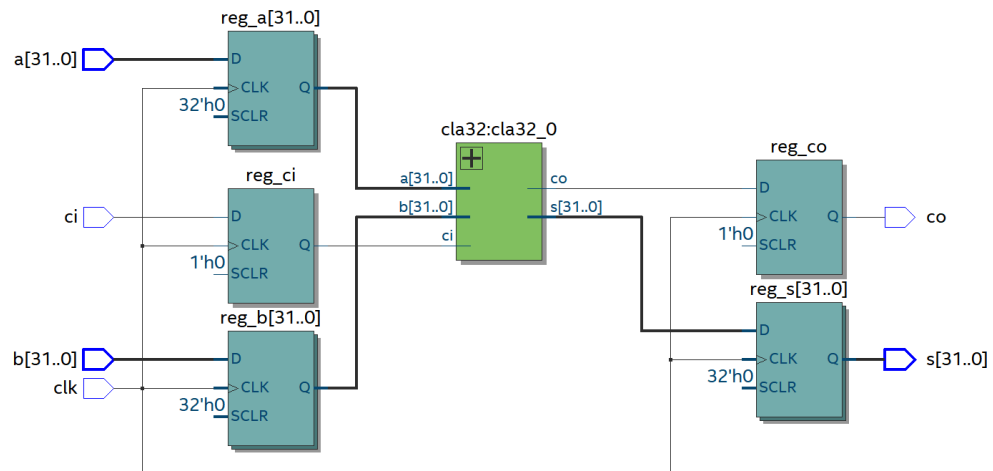 reg_a[31..0]
a[31..0]
D
CLK
Q
32'h0
SCLR
cla32:cla32_0
a[31..0]
co
b[31..0]
s[31..0]
ci
reg_ci
ci
D
CLK
Q
1'h0
SCLR
reg_b[31..0]
b[31..0]
D
clk
CLK
Q
32'h0
SCLR
reg_co
D
CLK
Q
co
1'h0
SCLR
reg_s[31..0]
D
CLK
Q
s[31..0]
32'h0
SCLR